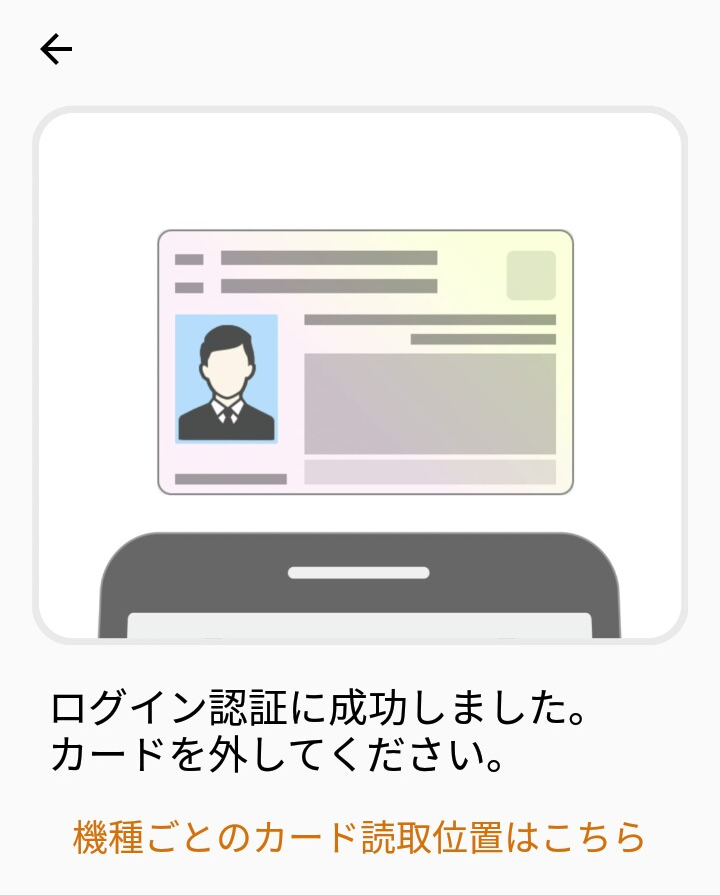 ログイン認証に成功しました。
カードを外してください。
機種ごとのカード読取位置はこちら